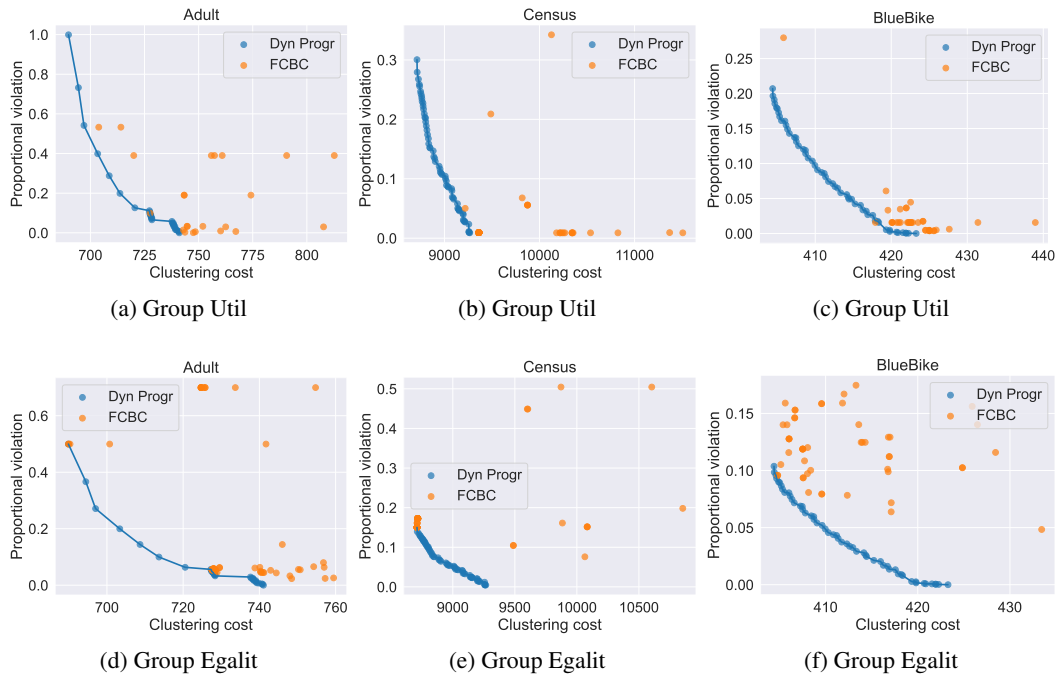 Adult
Proportional violation
1.0
0.8
0.6
0.4
0.2
0.0
Dyn Progr
FCBC
700
725
750
775
800
Clustering cost
(a) Group Util
Census
Proportional violation
0.3
0.2
0.1
0.0
Dyn Progr
FCBC
9000
10000
11000
Clustering cost
(b) Group Util
BlueBike
Proportional violation
0.25
0.20
0.15
0.10
0.05
0.00
Dyn Progr
FCBC
410
420
430
440
Clustering cost
(c) Group Util
Adult
Proportional violation
0.6
0.4
0.2
0.0
Dyn Progr
FCBC
700
720
740
760
Clustering cost
(d) Group Egalit
Census
Proportional violation
0.5
0.4
0.3
0.2
0.1
0.0
Dyn Progr
FCBC
9000
9500
10000
10500
Clustering cost
(e) Group Egalit
BlueBike
Proportional violation
0.15
0.10
0.05
0.00
Dyn Progr
FCBC
410
420
430
Clustering cost
(f) Group Egalit